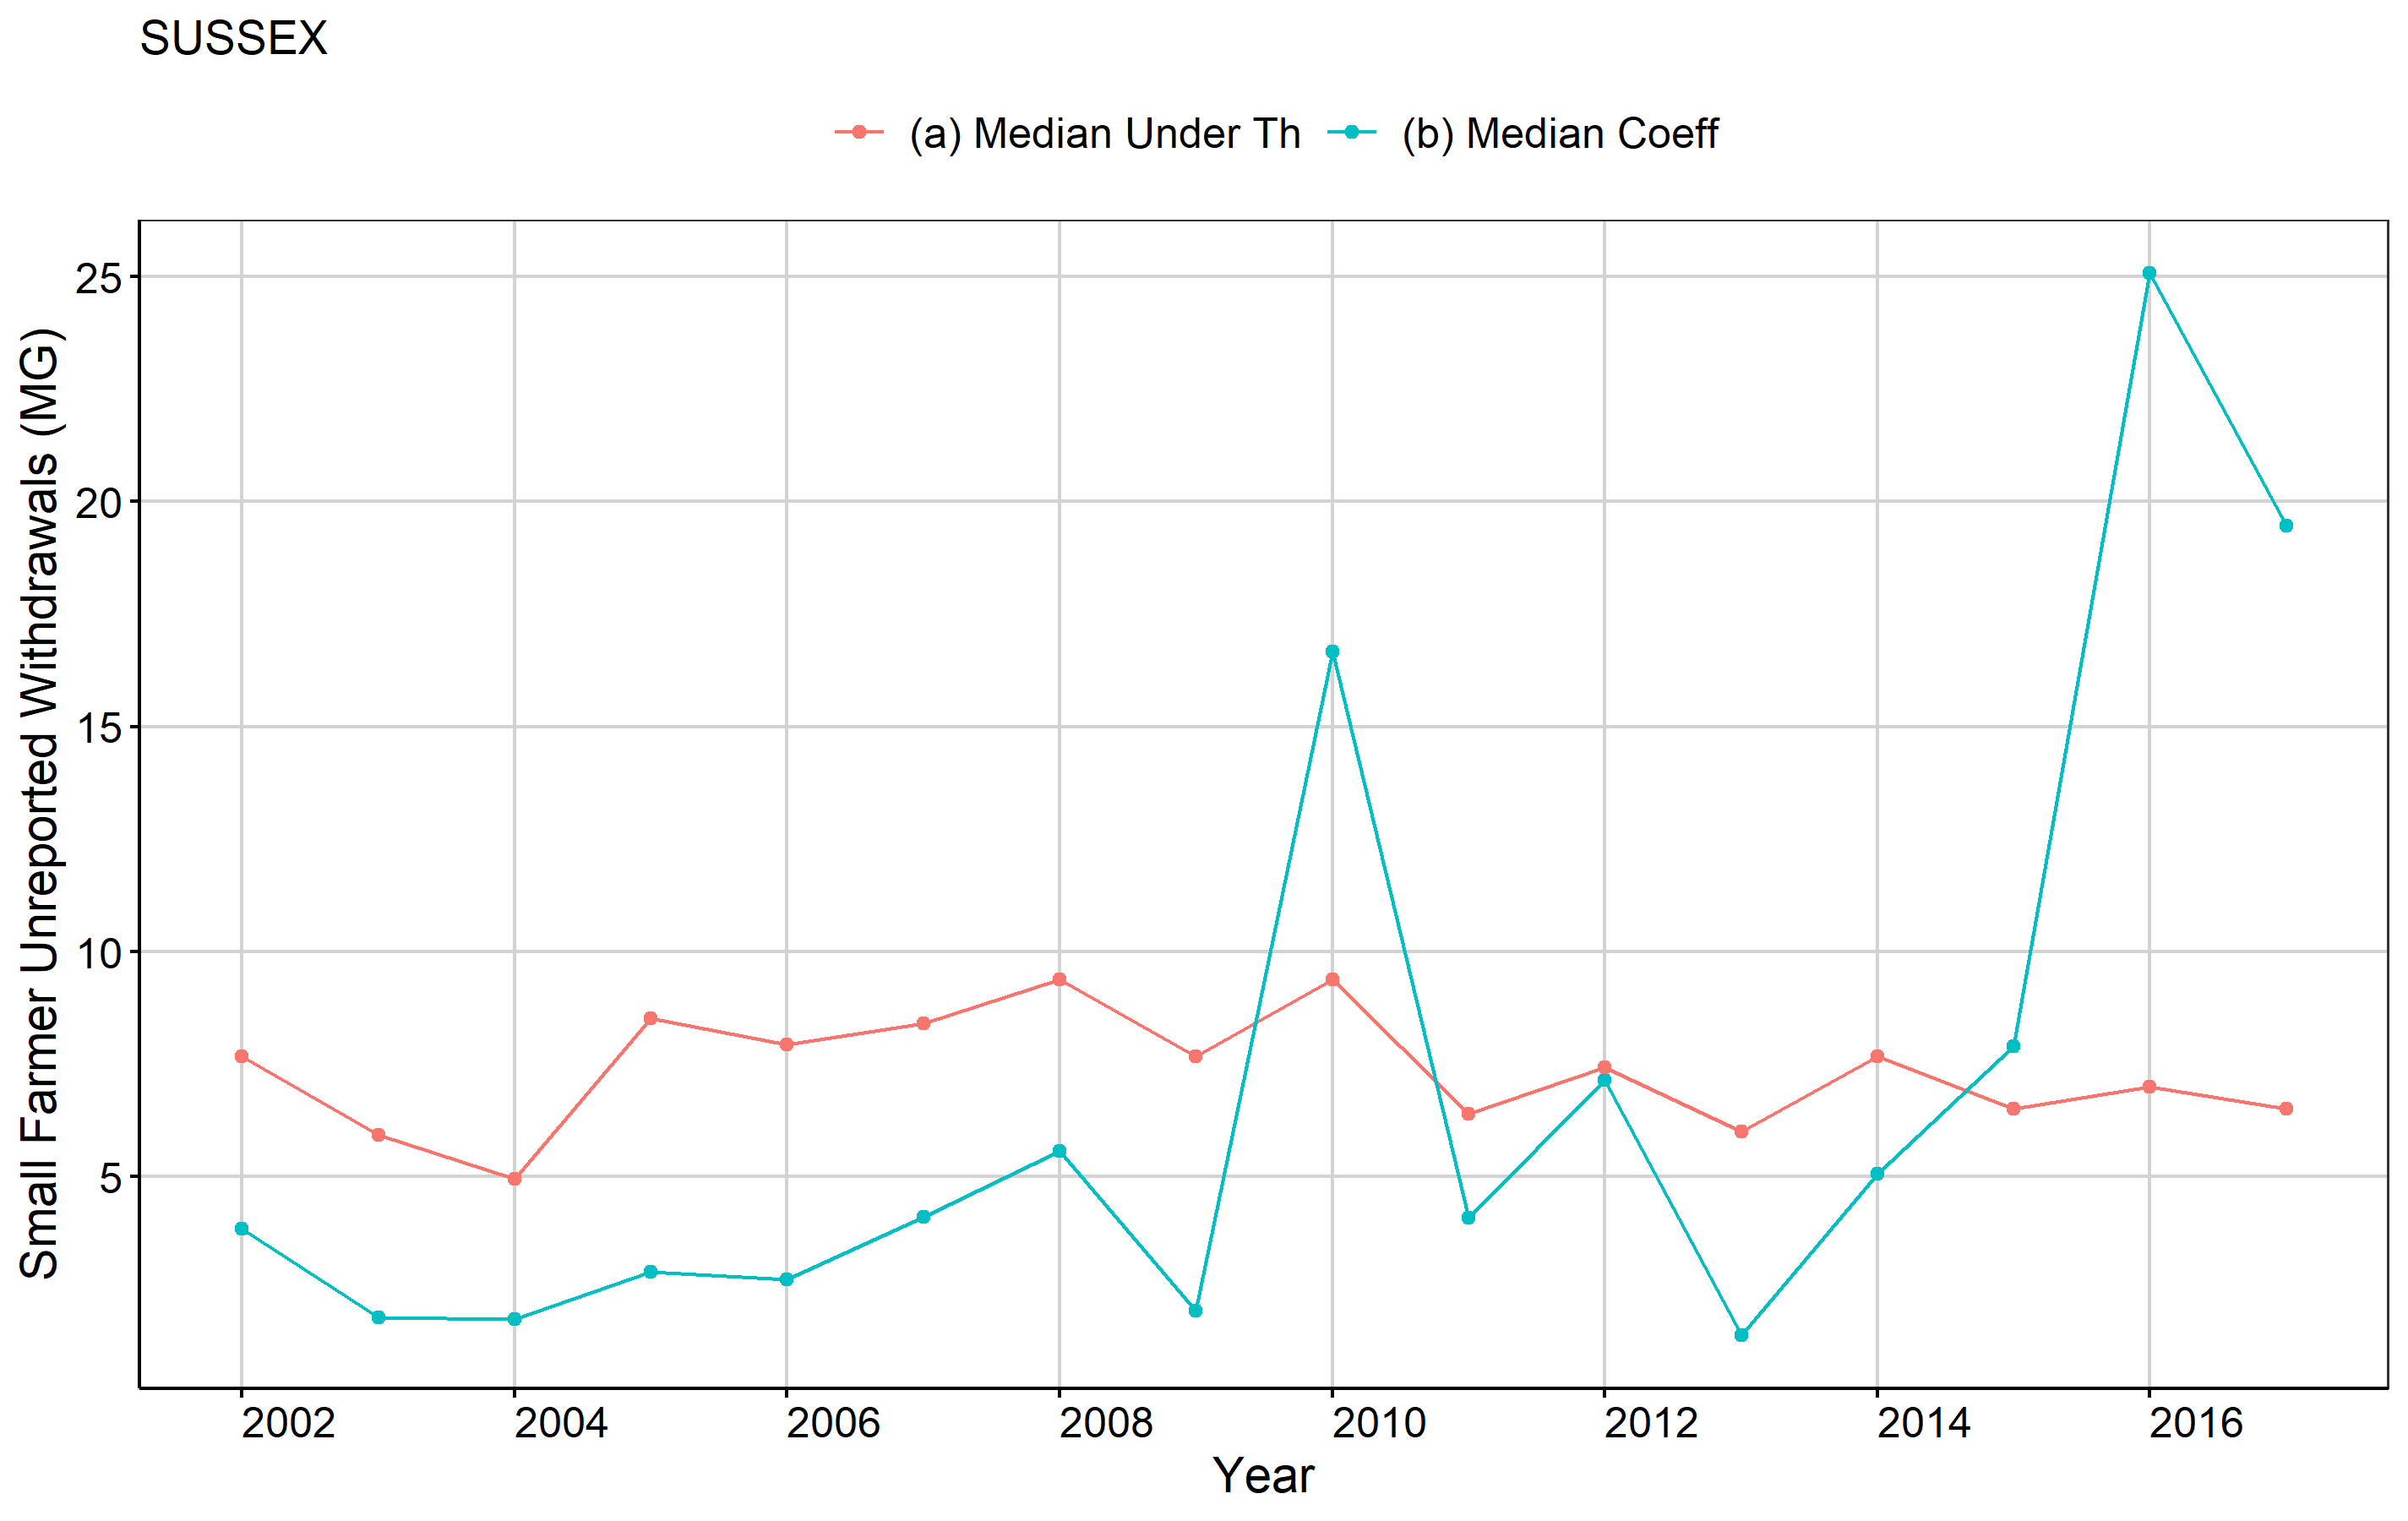 SUSSEX
(a) Median Under Th (b) Median Coeff
Small Farmer Unreported Withdrawals (MG)
25
20
15
10
5
2002 2004 2006 2008 2010 2012 2014 2016
Year